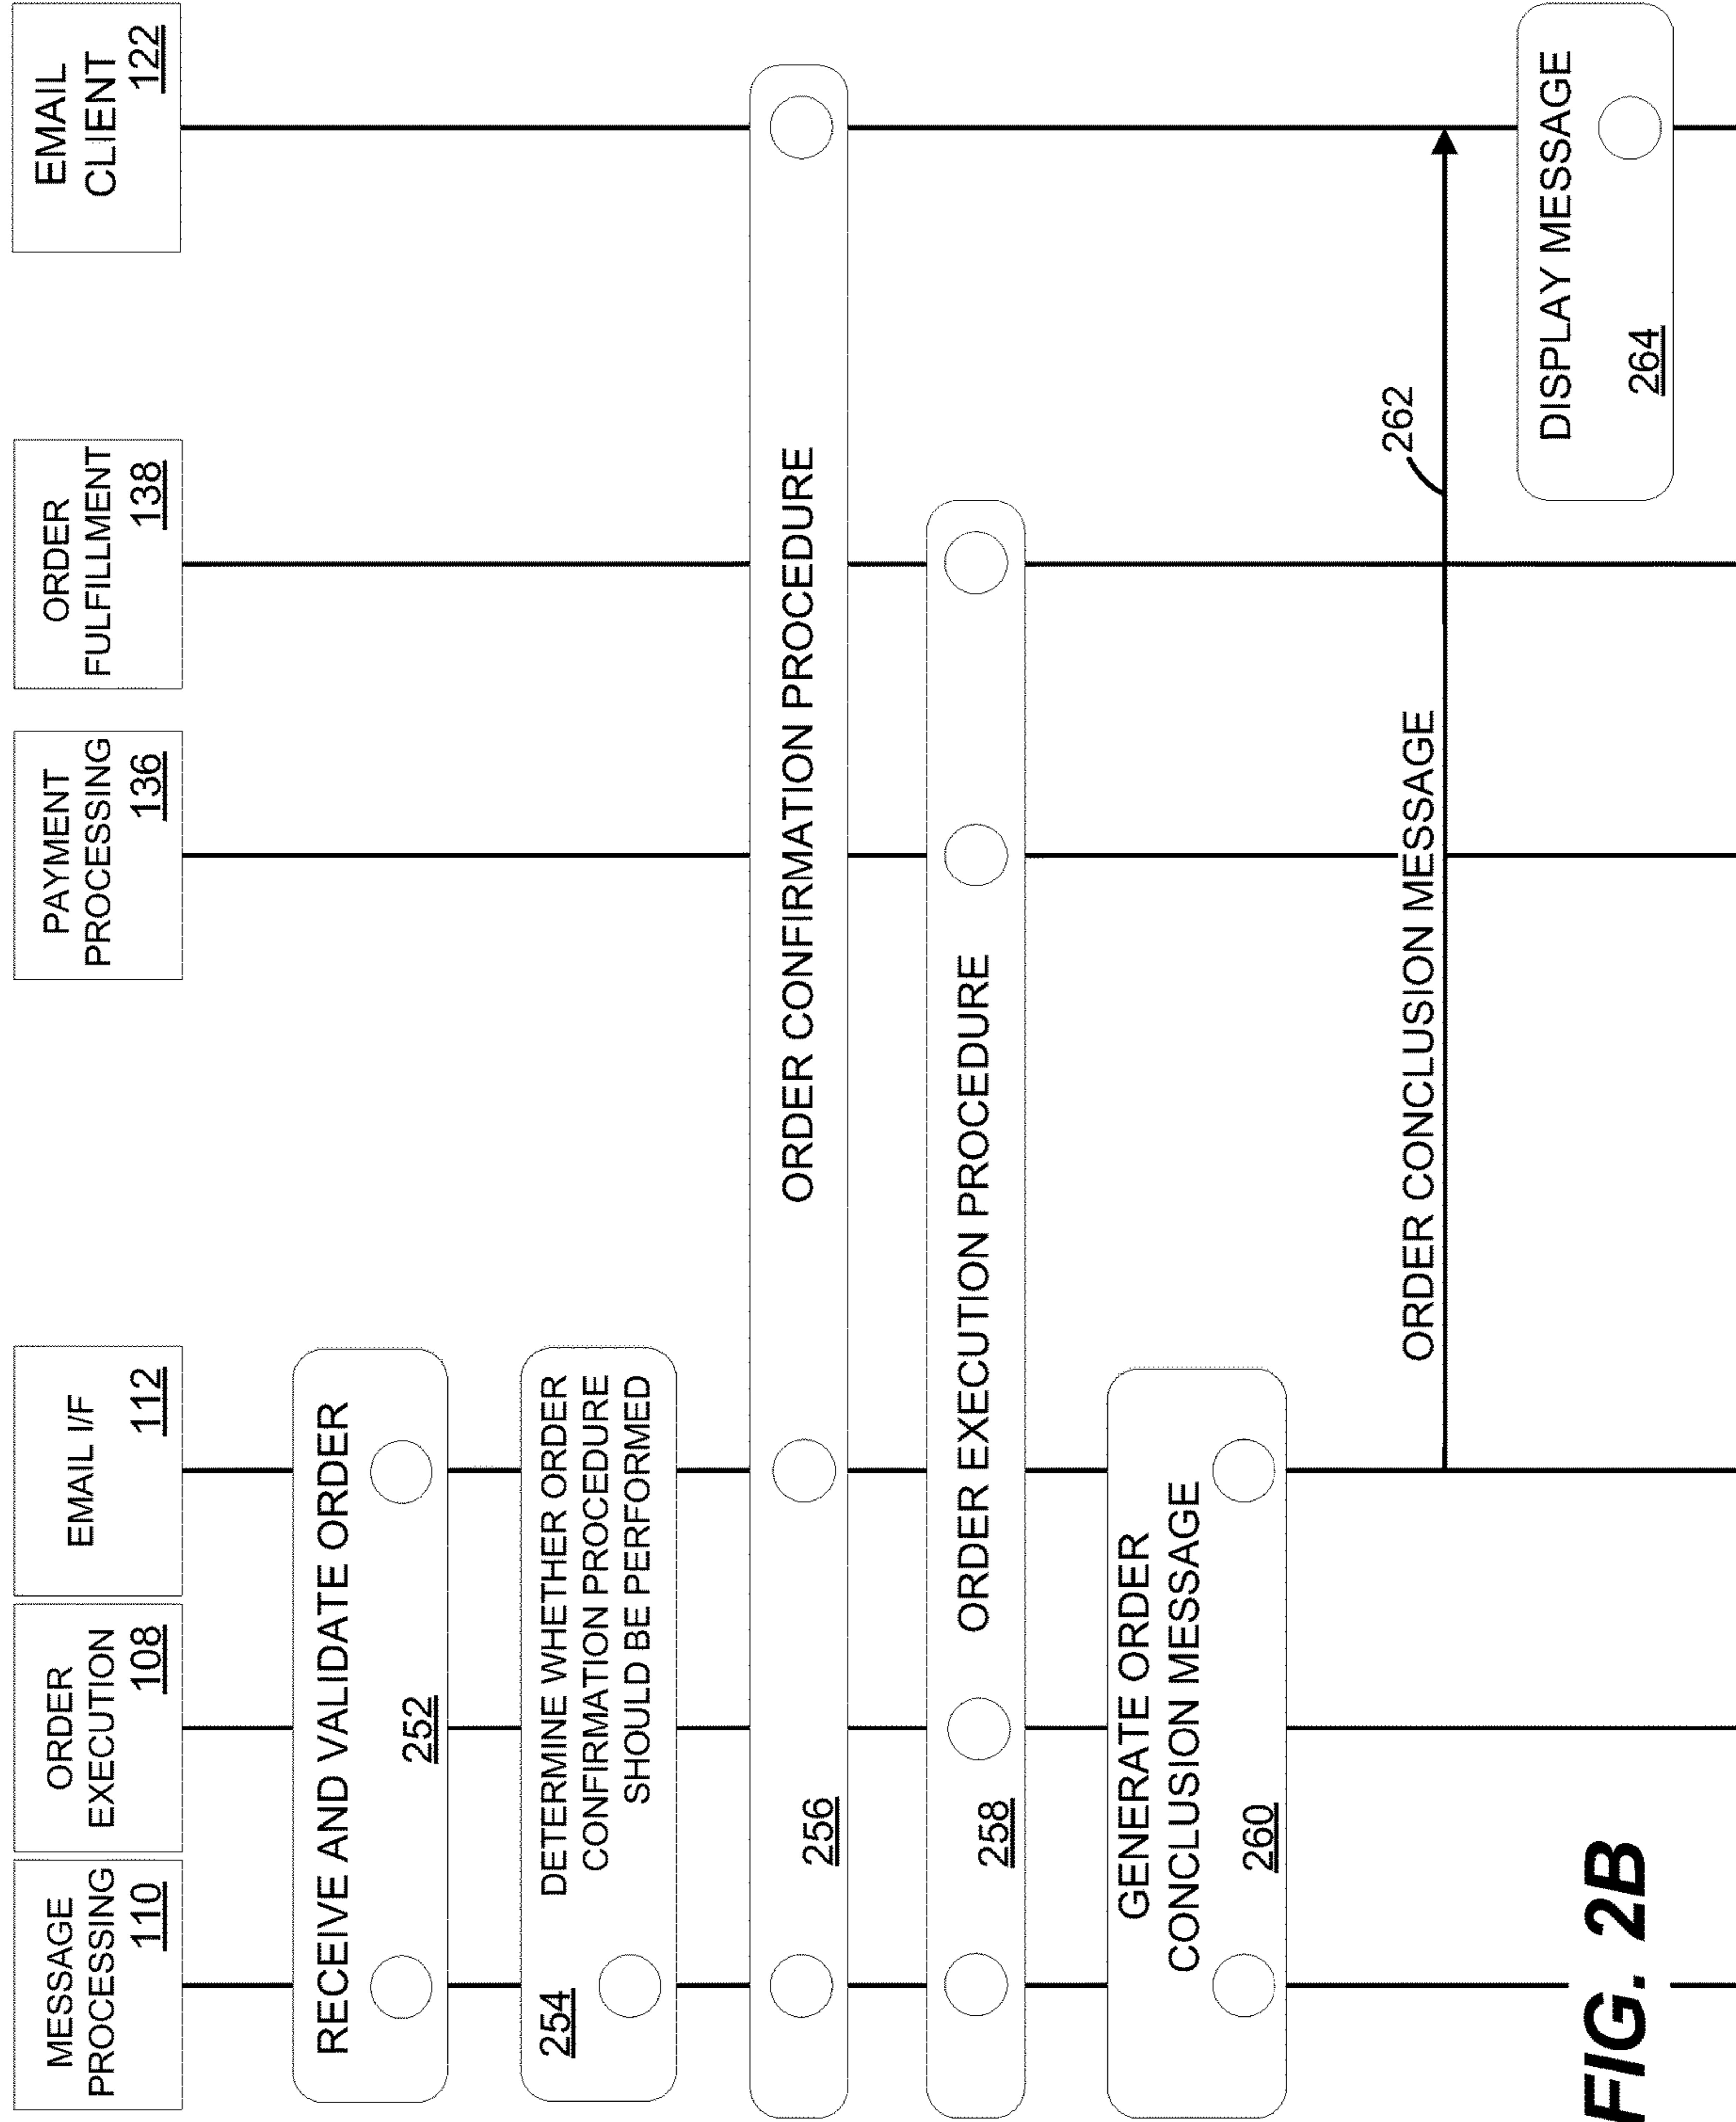 MESSAGE
PROCESSING
110
ORDER
EXECUTION
108
EMAIL I/F
112
PAYMENT
PROCESSING
136
ORDER
FULFILLMENT
138
EMAIL
CLIENT
122
RECEIVE AND VALIDATE ORDER
252
254
DETERMINE WHETHER ORDER
CONFIRMATION PROCEDURE
SHOULD BE PERFORMED
ORDER CONFIRMATION PROCEDURE
256
ORDER EXECUTION PROCEDURE
258
GENERATE ORDER
CONCLUSION MESSAGE
260
ORDER CONCLUSION MESSAGE
262
DISPLAY MESSAGE
264
FIG. 2B